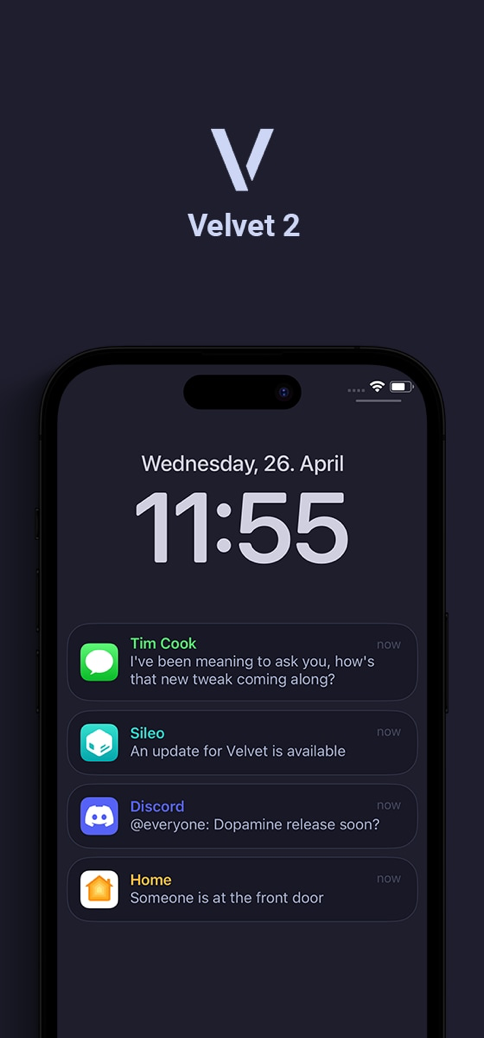 Velvet 2
Wednesday, 26. April
11:55
Tim Cook
now
I've been meaning to ask you, how's
that new tweak coming along?
Sileo
now
An update for Velvet is available
Discord
now
@everyone: Dopamine release soon?
Home
now
Someone is at the front door